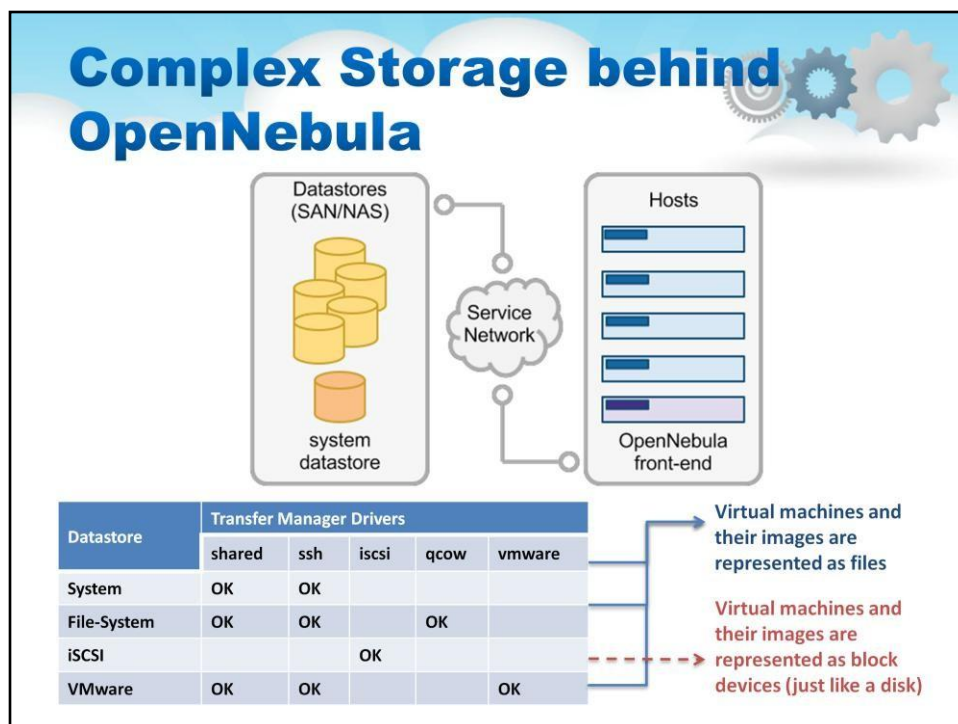 Complex Storage behind
OpenNebula
Datastores
(SAN/NAS)
system
datastore
Service
Network
Hosts
OpenNebula
front-end
Datastore
Transfer Manager Drivers
shared ssh iscsi qcow vmware
System OK OK
File-System OK OK OK
iSCSI OK
VMware OK OK OK
Virtual machines and
their images are
represented as files
Virtual machines and
their images are
represented as block
devices (just like a disk)